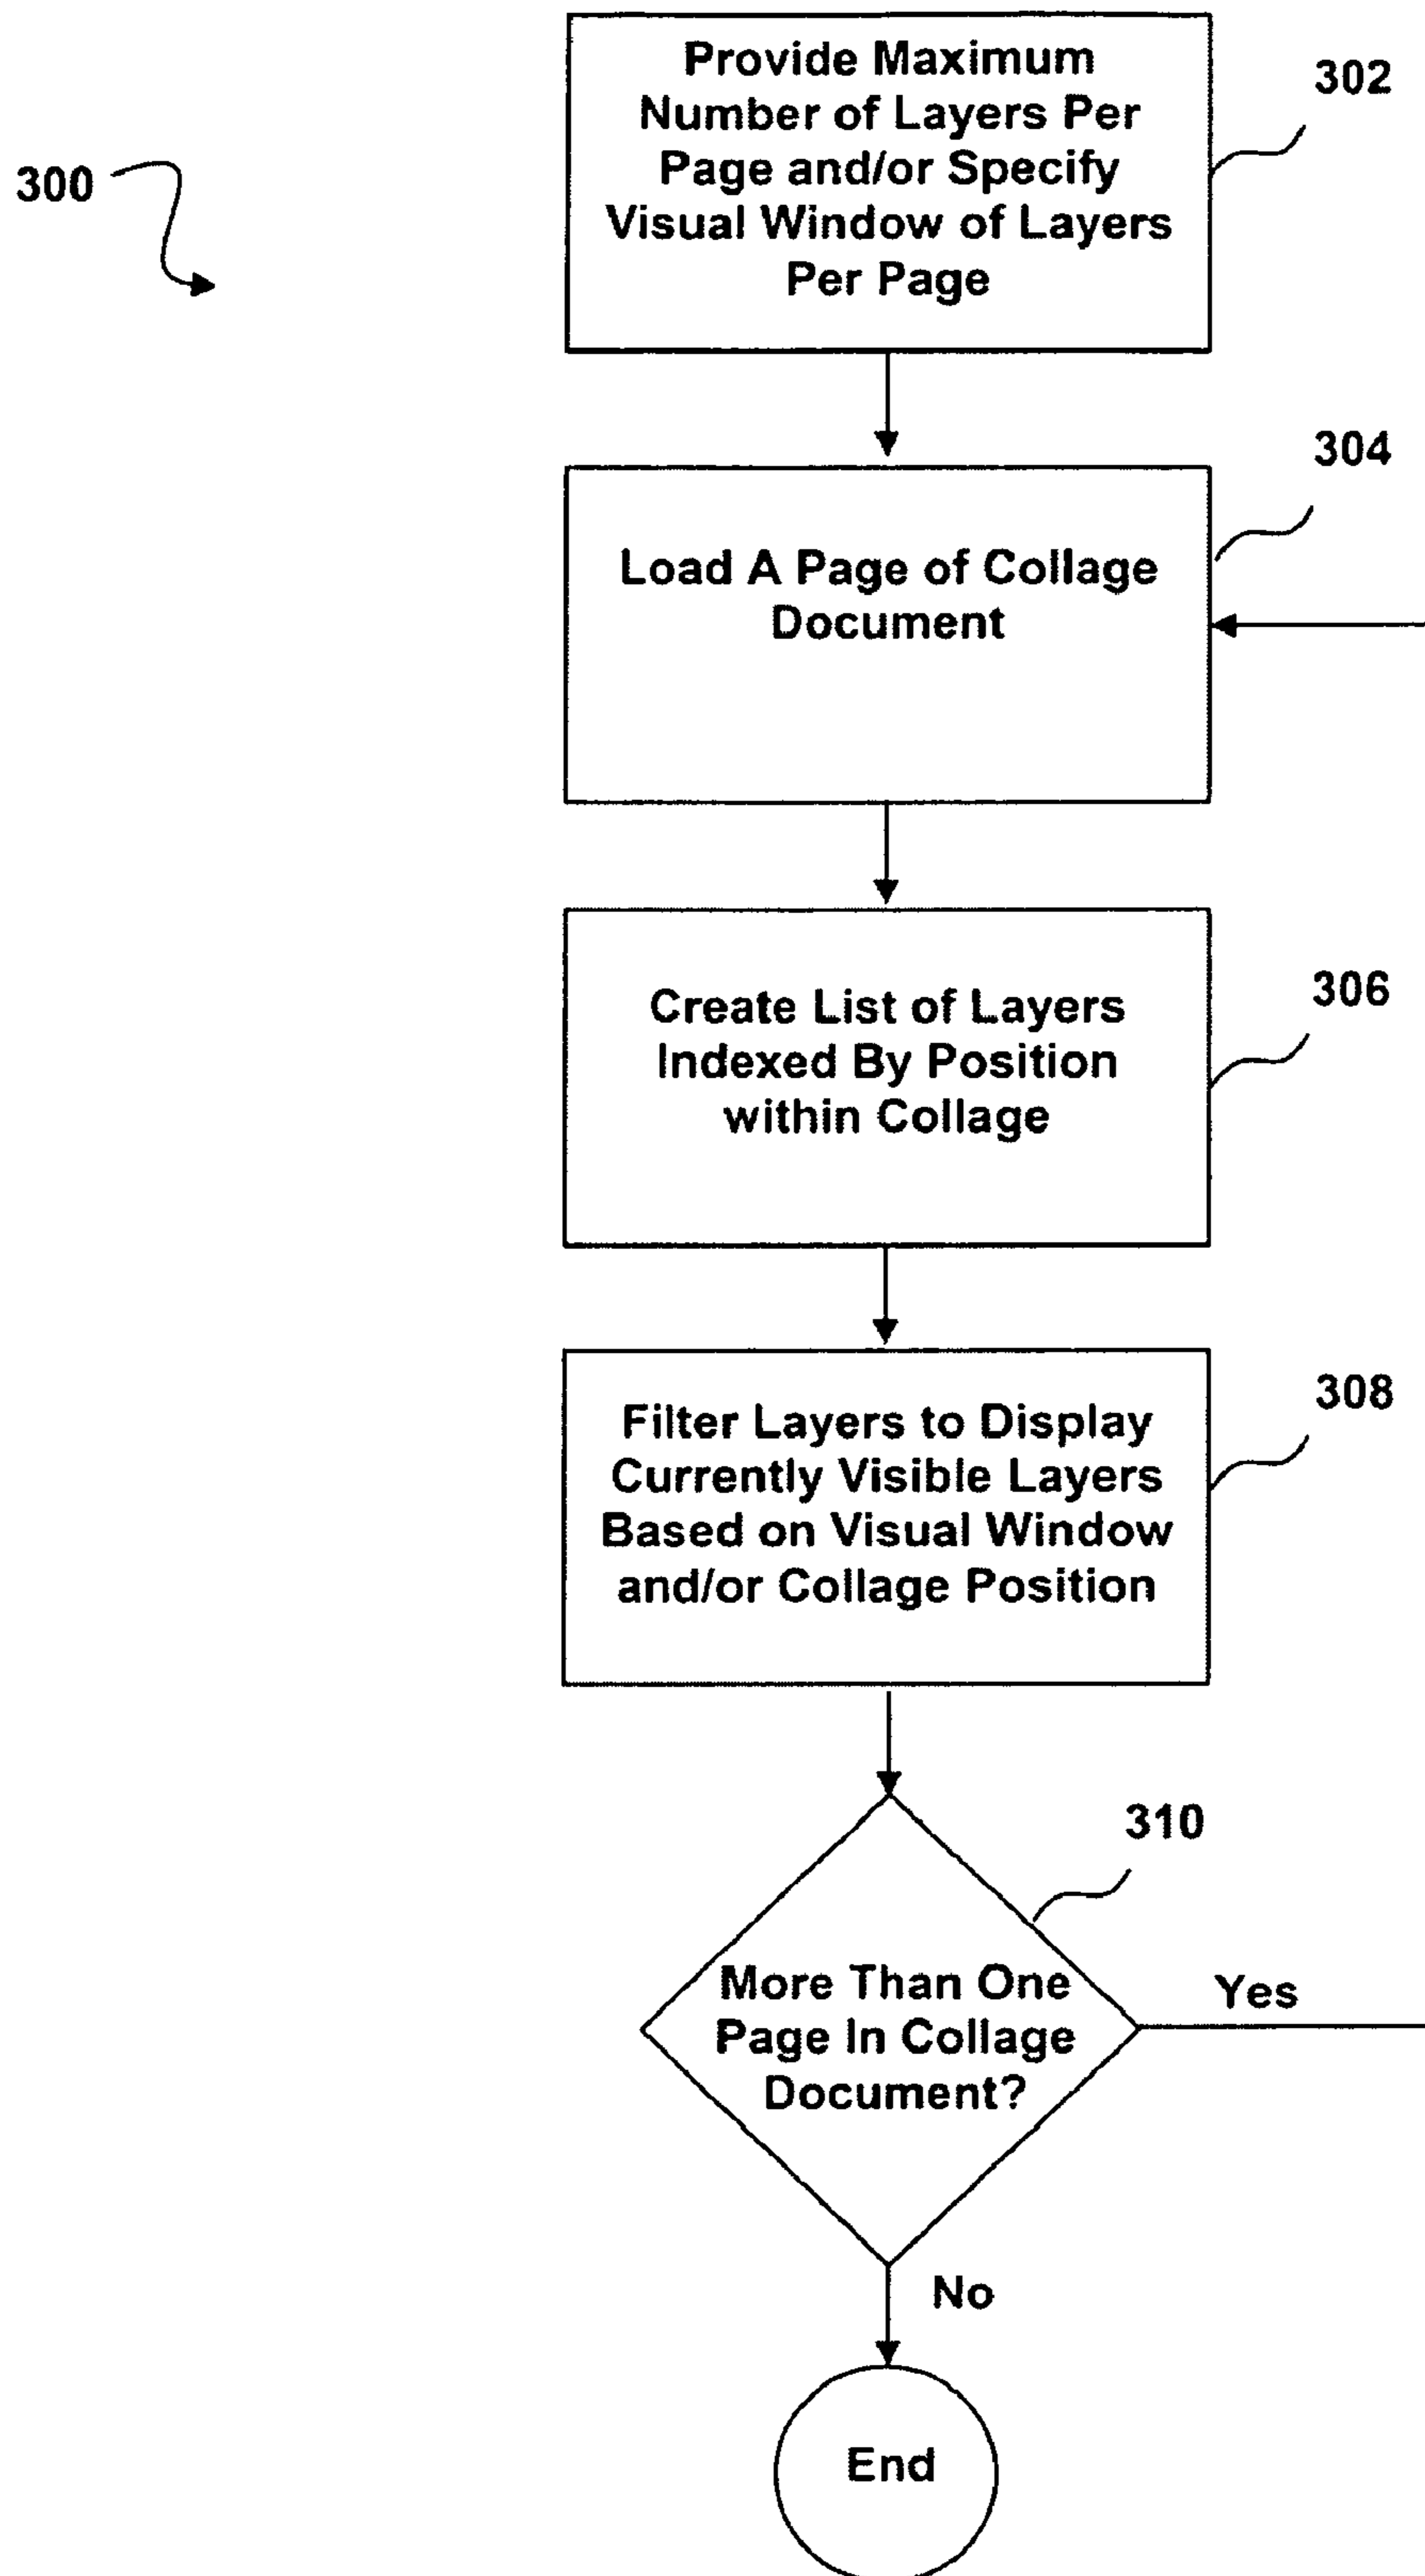 300
Provide Maximum
Number of Layers Per
Page and/or Specify
Visual Window of Layers
Per Page
302
Load A Page of Collage
Document
304
Create List of Layers
Indexed By Position
within Collage
306
Filter Layers to Display
Currently Visible Layers
Based on Visual Window
and/or Collage Position
308
310
More Than One
Page In Collage
Document?
Yes
No
End